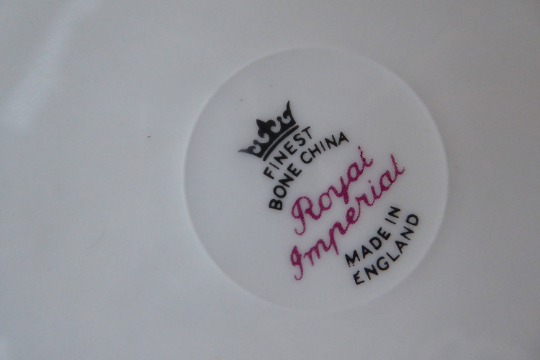 FINEST
BONE CHINA
Royal
Imperial
MADE IN
ENGLAND